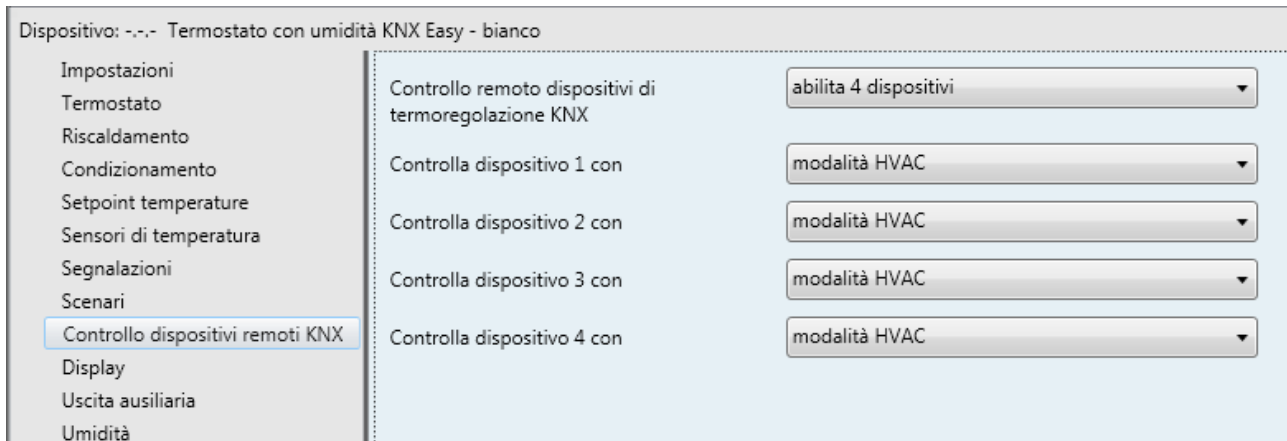 Dispositivo: -.-.- Termostato con umidità KNX Easy - bianco
Impostazioni
Termostato
Riscaldamento
Condizionamento
Setpoint temperature
Sensori di temperatura
Segnalazioni
Scenari
Controllo dispositivi remoti KNX
Display
Uscita ausiliaria
Umidità
Controllo remoto dispositivi di
termoregolazione KNX
abilita 4 dispositivi
Controlla dispositivo 1 con
modalità HVAC
Controlla dispositivo 2 con
modalità HVAC
Controlla dispositivo 3 con
modalità HVAC
Controlla dispositivo 4 con
modalità HVAC